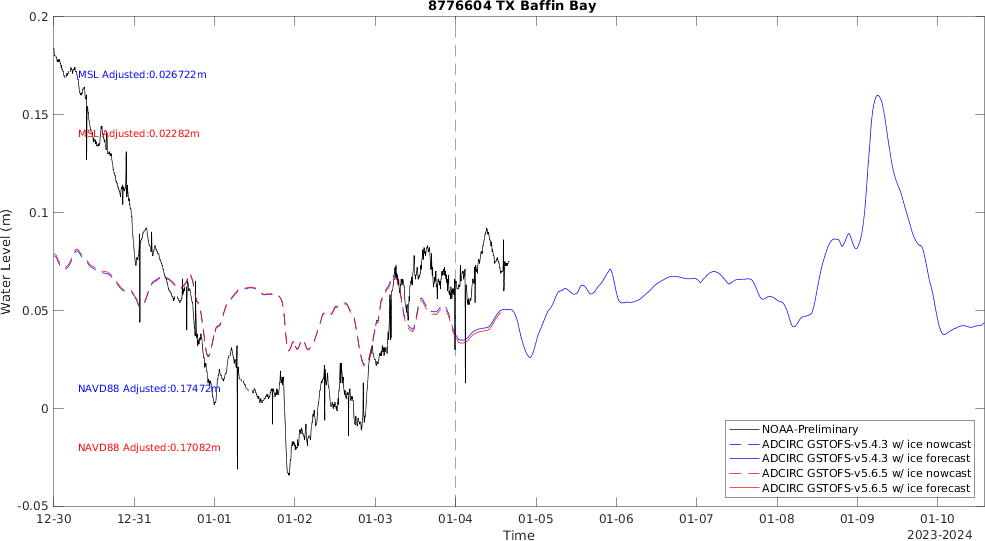 8776604 TX Baffin Bay
0.2
0.15
0.1
0.05
0
-0.05
Water Level (m)
MSL Adjusted:0.026722m
MSL Adjusted:0.02282m
NAVD88 Adjusted:0.17472m
NAVD88 Adjusted:0.17082m
NOAA-Preliminary
ADCIRC GSTOFS-v5.4.3 w/ ice nowcast
ADCIRC GSTOFS-v5.4.3 w/ ice forecast
ADCIRC GSTOFS-v5.6.5 w/ ice nowcast
ADCIRC GSTOFS-v5.6.5 w/ ice forecast
12-30 12-31 01-01 01-02 01-03 01-04 01-05 01-06 01-07 01-08 01-09 01-10
Time
2023-2024